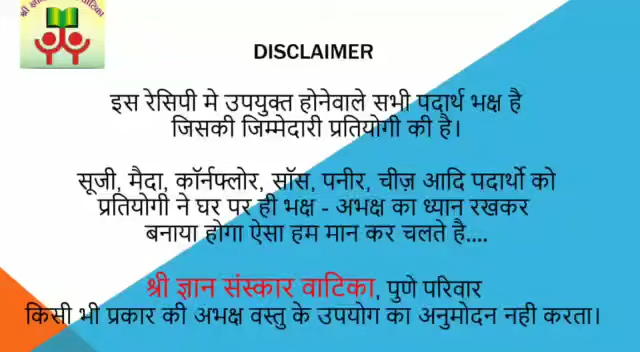 श्री
वाटिका
DISCLAIMER
इस रेसिपी मे उपयुक्त होनेवाले सभी पदार्थ भक्ष है
जिसकी जिम्मेदारी प्रतियोगी की है।
सूजी, मैदा, कॉर्नफ्लोर, सॉस, पनीर, चीज़ आदि पदार्थो को
प्रतियोगी ने घर पर ही भक्ष - अभक्ष का ध्यान रखकर
बनाया होगा ऐसा हम मान कर चलते है....
श्री ज्ञान संस्कार वाटिका, पुणे परिवार
किसी भी प्रकार की अभक्ष वस्तु के उपयोग का अनुमोदन नही करता।